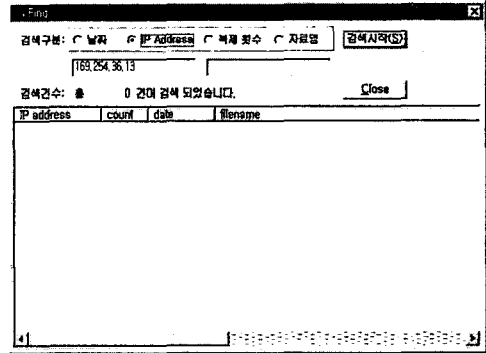 Find
검색구분: 날짜 IP Address 복제 횟수 자료명 검색시작(S)
169,254,36,13
검색건수: 총 0 건이 검색 되었습니다. Close
IP address count date filename